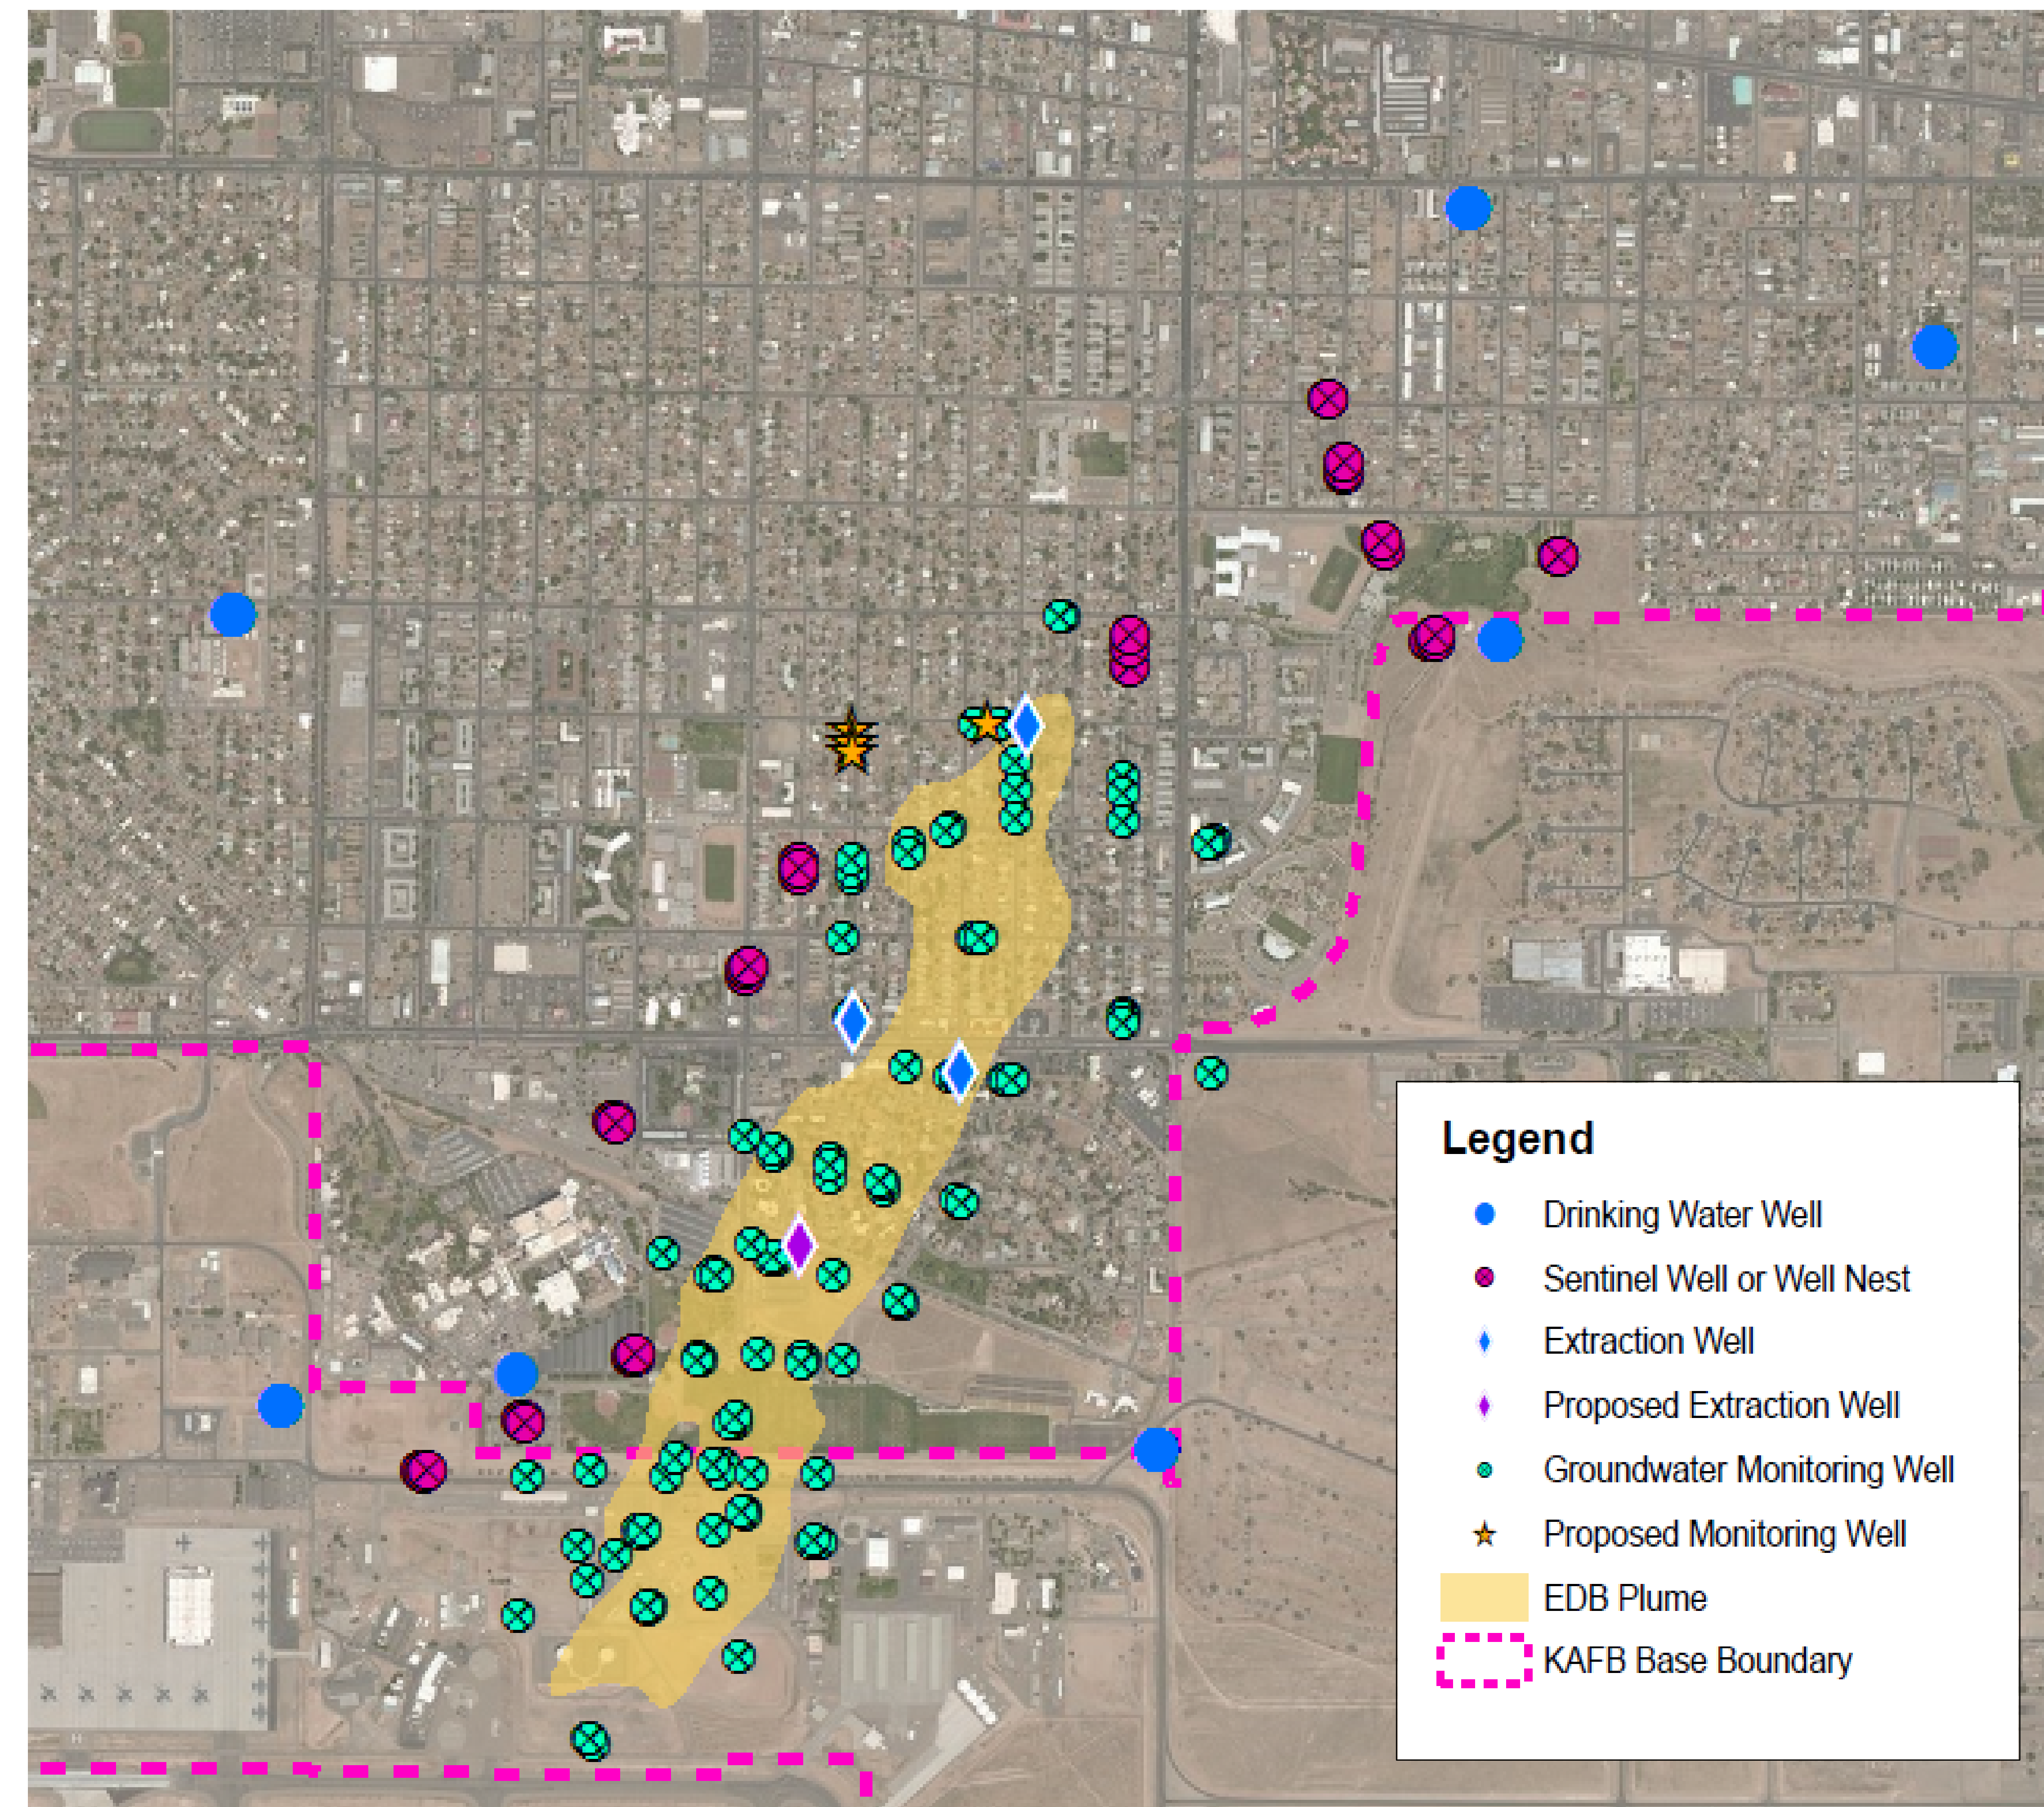 Legend
Drinking Water Well
Sentinel Well or Well Nest
Extraction Well
Proposed Extraction Well
Groundwater Monitoring Well
Proposed Monitoring Well
EDB Plume
KAFB Base Boundary